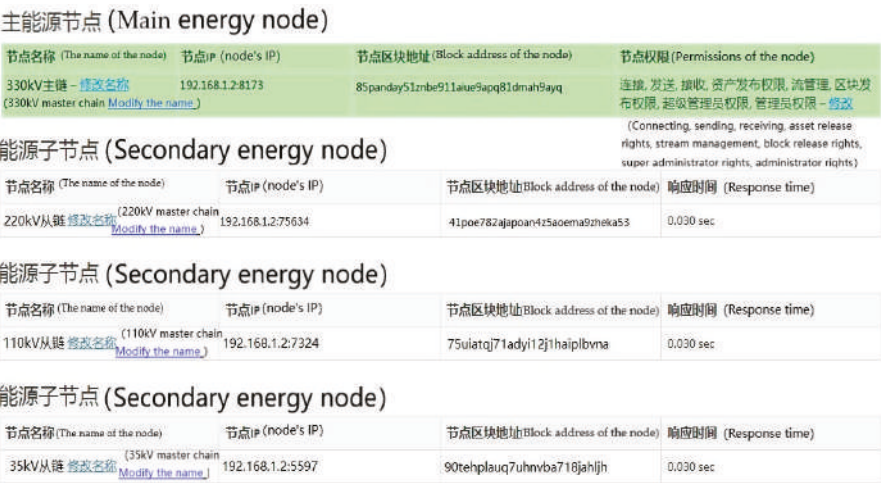 主能源节点 (Main energy node)
节点名称 (The name of the node) 节点IP (node's IP) 节点区块地址 (Block address of the node) 节点权限 (Permissions of the node)
330kV主链 – 修改名称 192.168.1.2:8173 85panday51znbe911aiue9apq81dmah9ayq 连接, 发送, 接收, 资产发布权限, 流管理, 区块发
(330kV master chain Modify the name ) 布权限, 超级管理员权限, 管理员权限 – 修改
(Connecting, sending, receiving, asset release
rights, stream management, block release rights,
super administrator rights, administrator rights)
能源子节点 (Secondary energy node)
节点名称 (The name of the node) 节点IP (node's IP) 节点区块地址(Block address of the node) 响应时间 (Response time)
220kV从链 修改名称 (220kV master chain 192.168.1.2:75634 41poe782ajapoan4z5aoema9zheka53 0.030 sec
Modify the name )
能源子节点 (Secondary energy node)
节点名称 (The name of the node) 节点IP (node's IP) 节点区块地址(Block address of the node) 响应时间 (Response time)
110kV从链 修改名称 (110kV master chain 192.168.1.2:7324 75uiatqj71adyi12j1haiplbvna 0.030 sec
Modify the name )
能源子节点 (Secondary energy node)
节点名称 (The name of the node) 节点IP (node's IP) 节点区块地址(Block address of the node) 响应时间 (Response time)
35kV从链 修改名称 (35kV master chain 192.168.1.2:5597 90tehplauq7uhnvba718jahljh 0.030 sec
Modify the name )